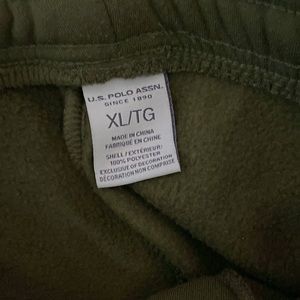 U.S. POLO ASSN.
SINCE 1890
XL/TG
MADE IN CHINA
FABRIQUÉ EN CHINE
SHELL / EXTÉRIEUR:
100% POLYESTER
EXCLUSIVE OF DECORATION
DÉCORATION NON COMPRISE